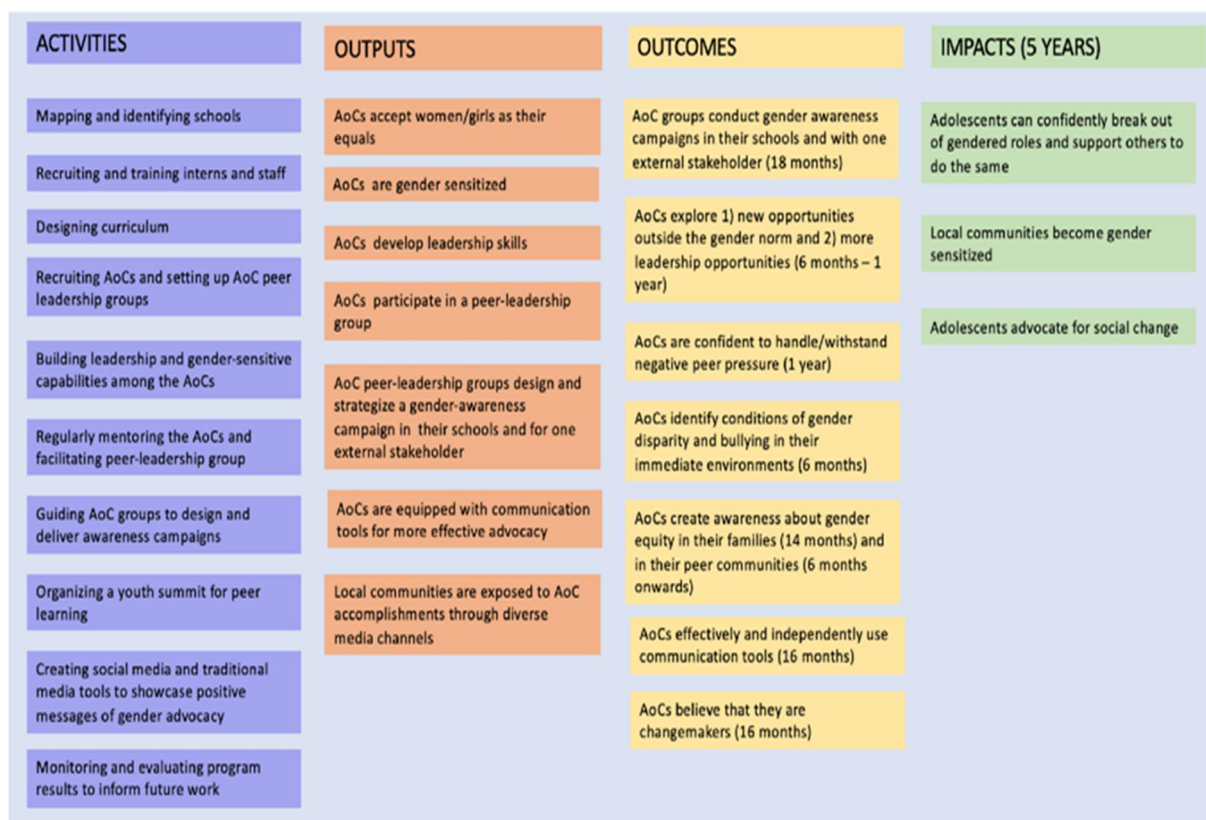 ACTIVITIES
Mapping and identifying schools
Recruiting and training interns and staff
Designing curriculum
Recruiting AoCs and setting up AoC peer
leadership groups
Building leadership and gender-sensitive
capabilities among the AoCs
Regularly mentoring the AoCs and
facilitating peer-leadership group
Guiding AoC groups to design and
deliver awareness campaigns
Organizing a youth summit for peer
learning
Creating social media and traditional
media tools to showcase positive
messages of gender advocacy
Monitoring and evaluating program
results to inform future work
OUTPUTS
AoCs accept women/girls as their
equals
AoCs are gender sensitized
AoCs develop leadership skills
AoCs participate in a peer-leadership
group
AoC peer-leadership groups design and
strategize a gender-awareness
campaign in their schools and for one
external stakeholder
AoCs are equipped with communication
tools for more effective advocacy
Local communities are exposed to AoC
accomplishments through diverse
media channels
OUTCOMES
AoC groups conduct gender awareness
campaigns in their schools and with one
external stakeholder (18 months)
AoCs explore 1) new opportunities
outside the gender norm and 2) more
leadership opportunities (6 months – 1
year)
AoCs are confident to handle/withstand
negative peer pressure (1 year)
AoCs identify conditions of gender
disparity and bullying in their
immediate environments (6 months)
AoCs create awareness about gender
equity in their families (14 months) and
in their peer communities (6 months
onwards)
AoCs effectively and independently use
communication tools (16 months)
AoCs believe that they are
changemakers (16 months)
IMPACTS (5 YEARS)
Adolescents can confidently break out
of gendered roles and support others to
do the same
Local communities become gender
sensitized
Adolescents advocate for social change